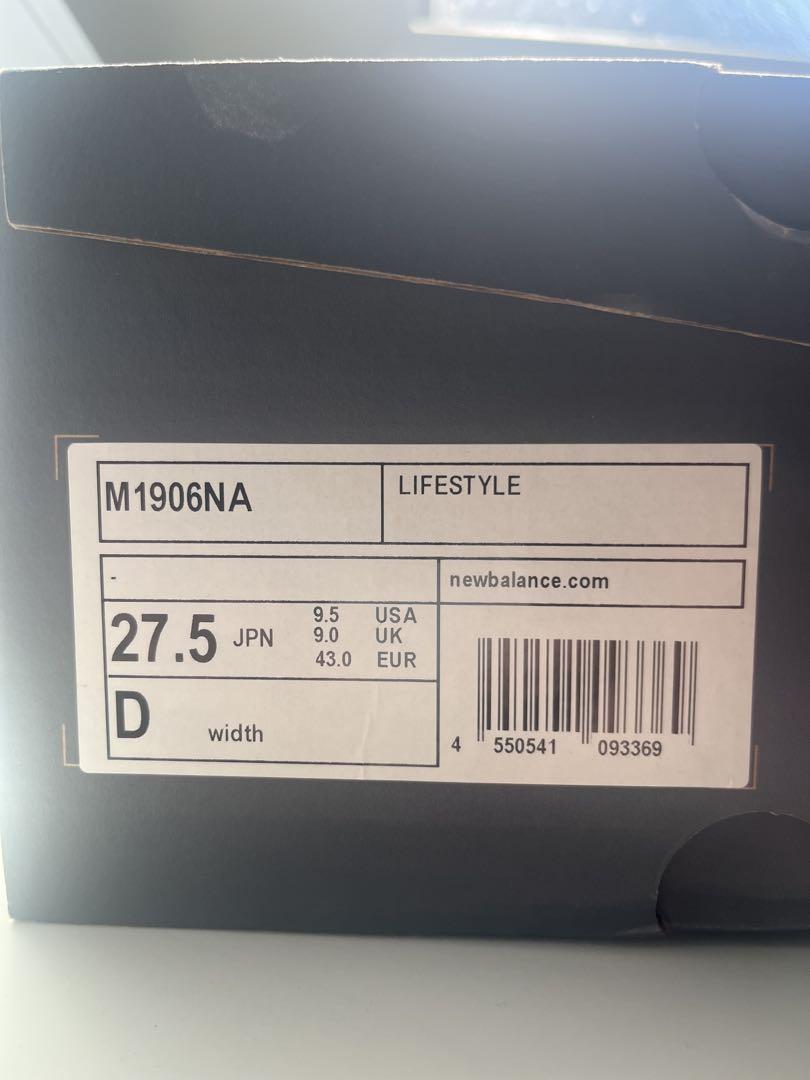 M1906NA
LIFESTYLE
-
newbalance.com
27.5 JPN
9.5 USA
9.0 UK
43.0 EUR
D width
4 550541 093369